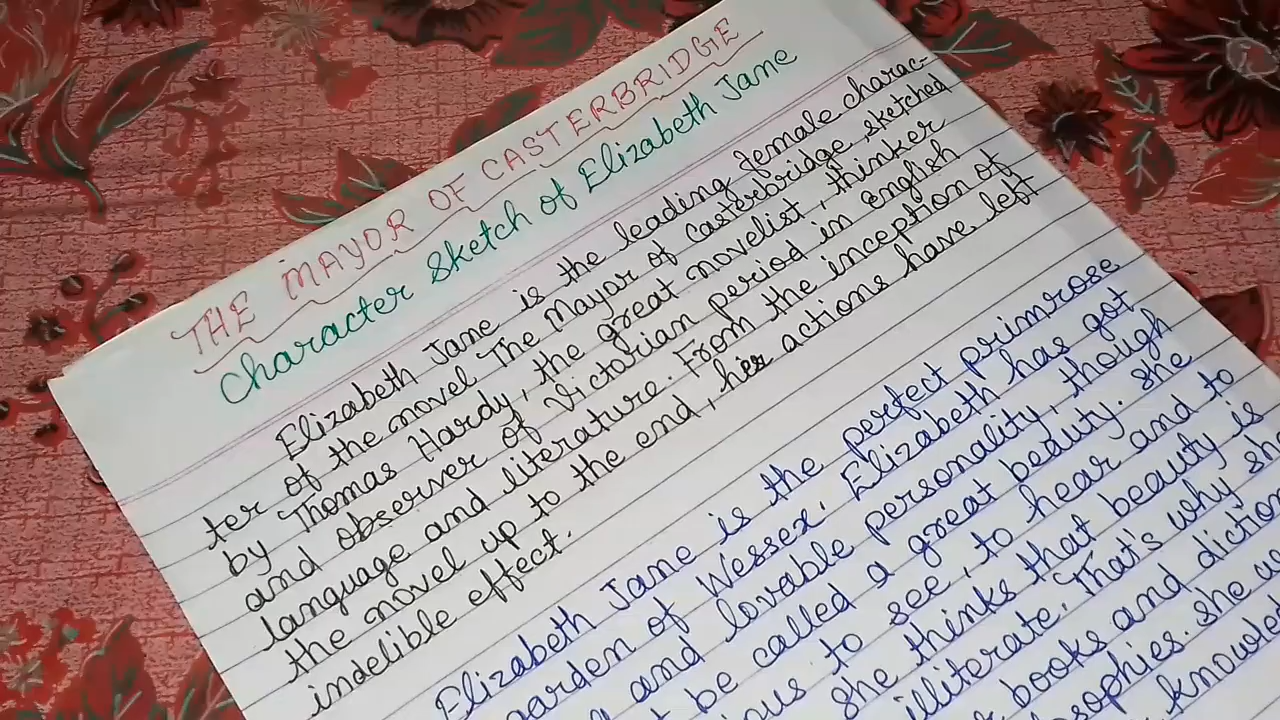 THE MAYOR OF CASTERBRIDGE
Character Sketch of Elizabeth Jane
Elizabeth Jane is the leading female charac-
ter of the novel The Mayor of Casterbridge, sketched
by Thomas Hardy, the great novelist, thinker
and observer of Victorian period in english
language and literature. From the inception of
the novel up to the end, her actions have left
indelible effect.
Elizabeth Jane is the perfect primrose
garden of Wessex. Elizabeth has got
and lovable personality, though
be called a great beauty. She
to see, to hear and to
She thinks that beauty is
illiterate. That's why she
books and diction
She